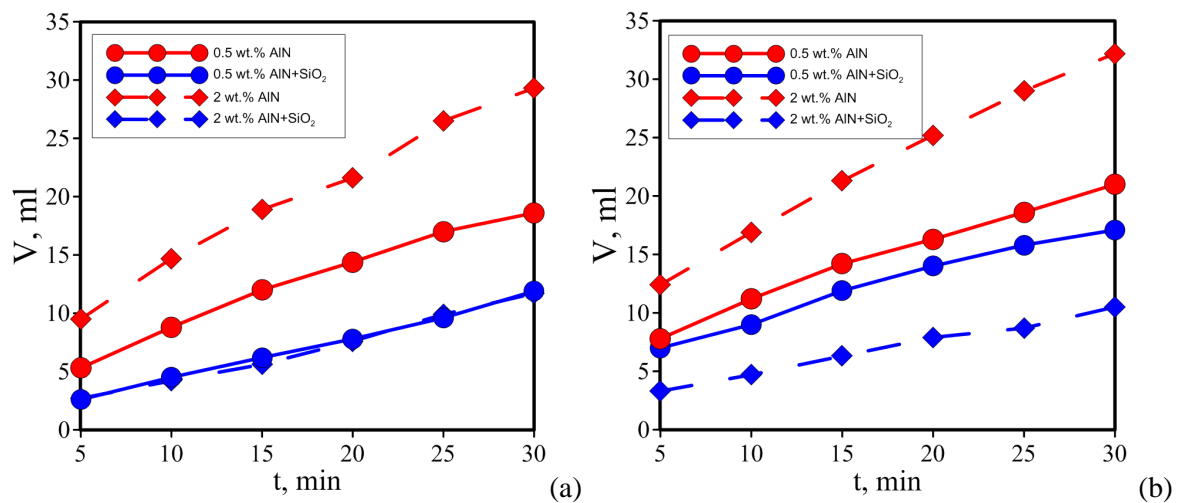 35
30
25
20
15
10
5
0
V, ml
0.5 wt.% AlN
0.5 wt.% AlN+SiO₂
2 wt.% AlN
2 wt.% AlN+SiO₂
5 10 15 20 25 30
t, min
(a)
35
30
25
20
15
10
5
0
V, ml
0.5 wt.% AlN
0.5 wt.% AlN+SiO₂
2 wt.% AlN
2 wt.% AlN+SiO₂
5 10 15 20 25 30
t, min
(b)